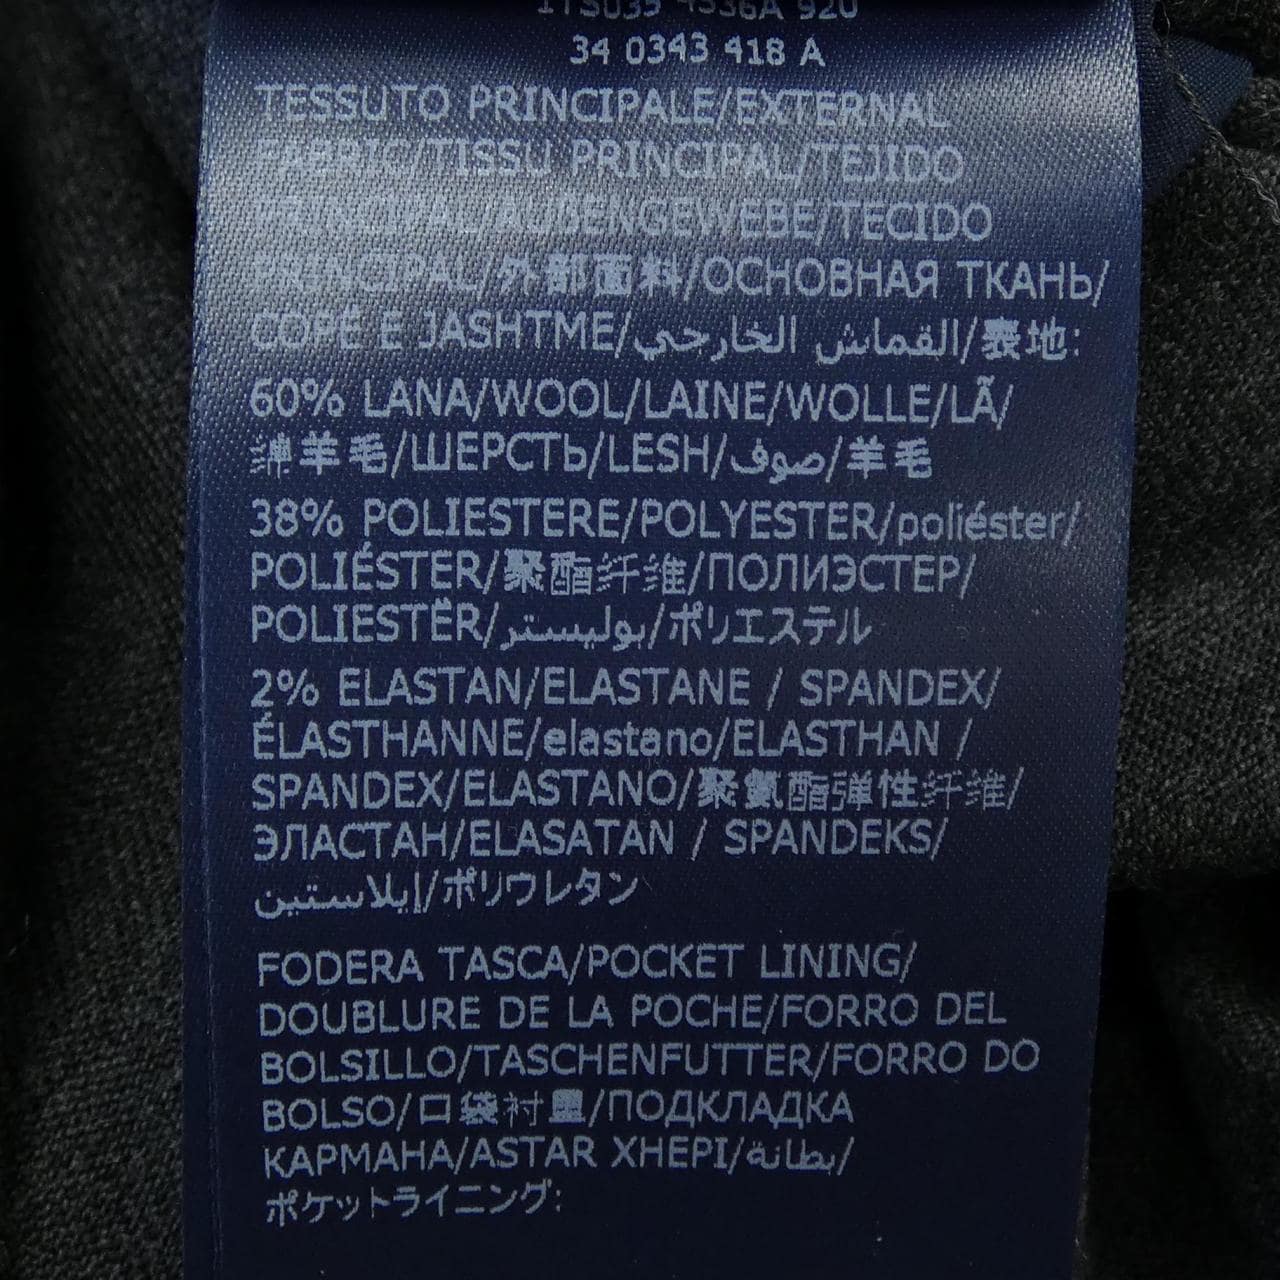 1TS039 4536A 920
34 0343 418 A
TESSUTO PRINCIPALE/EXTERNAL
FABRIC/TISSU PRINCIPAL/TEJIDO
PRINCIPAL/AUDENGEWEBE/TECIDO
PRINCIPAL/外部面料/ОСНОВНАЯ ТКАНЬ/
COPË E JASHTME/القماش الخارجي/表地:
60% LANA/WOOL/LAINE/WOLLE/LÃ/
绵羊毛/ШЕРСТЬ/LESH/صوف/羊毛
38% POLIESTERE/POLYESTER/poliéster/
POLIÉSTER/聚酯纤维/ПОЛИЭСТЕР/
POLIESTËR/بوليستر/ポリエステル
2% ELASTAN/ELASTANE / SPANDEX/
ÉLASTHANNE/elastano/ELASTHAN /
SPANDEX/ELASTANO/聚氨酯弹性纤维/
ЭЛАСТАН/ELASATAN / SPANDEKS/
إيلاستين/ポリウレタン
FODERA TASCA/POCKET LINING/
DOUBLURE DE LA POCHE/FORRO DEL
BOLSILLO/TASCHENFUTTER/FORRO DO
BOLSO/口袋衬里/ПОДКЛАДКА
КАРМАНА/ASTAR XHEPI/بطانة/
ポケットライニング: